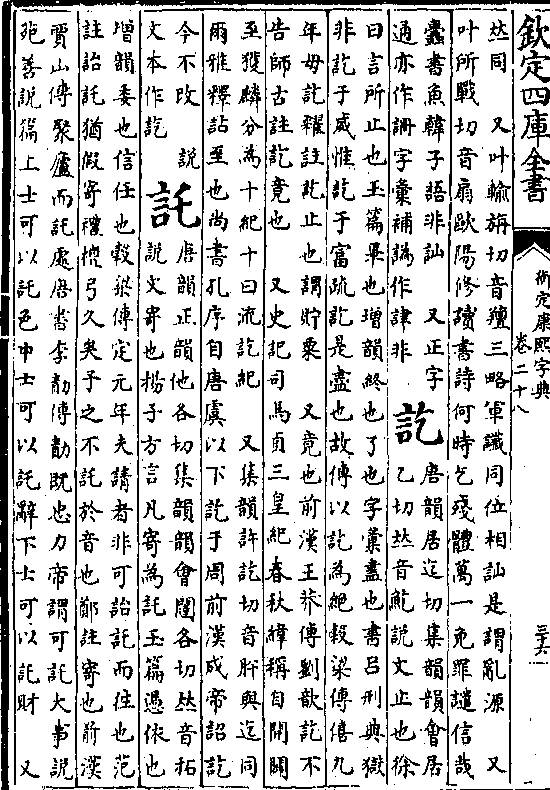 欽定四庫全書
御定康熙字典
卷二十八
𠀤同　又叶輸旃切音羶三略軍讖同位相訕是謂亂源　又
叶所戰切音扇歐陽修讀書詩何時乞殘體萬一免罪譴信哉
蠹書魚韓子語非訕　又正字
通亦作䛲字彙補譌作非
訖
唐韻居迄切集韻韻會居
乙切𠀤音說文止也徐
曰言所止也玉篇畢也增韻終也了也字彙盡也書呂刑典獄
非訖于威惟訖于富疏訖是盡也故傳以訖為絕穀梁傳僖九
年毋訖糴註訖止也謂貯粟　又竟也前漢王莽傳劉歆訖不
告師古註訖竟也　又史記司馬貞三皇紀春秋緯稱自開闢
至獲麟分為十紀十曰流訖紀　又集韻許訖切音肸與迄同
爾雅釋詁至也尚書孔序自唐虞以下訖于周前漢成帝詔訖
今不改　說
文本作訖
託
唐韻正韻他各切集韻韻會闥各切𠀤音拓
說文寄也揚子方言凡寄為託玉篇憑依也
增韻委也信任也穀梁傳定元年夫請者非可詒託而往也范
註詒託猶假寄禮檀弓久矣予之不託於音也鄭註寄也前漢
賈山傳聚廬而託處唐書李勣傳勣既忠力帝謂可託大事說
苑善說篇上士可以託色中士可以託辭下士可以託財　又